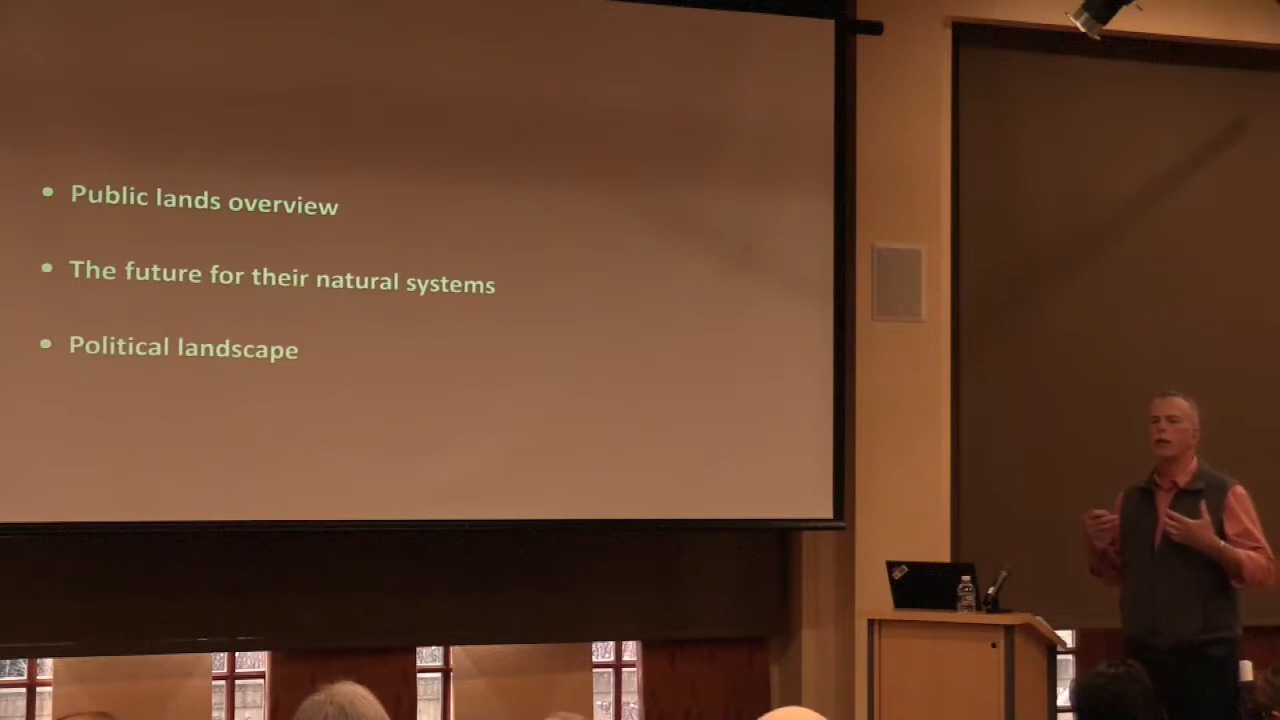 • Public lands overview
• The future for their natural systems
• Political landscape